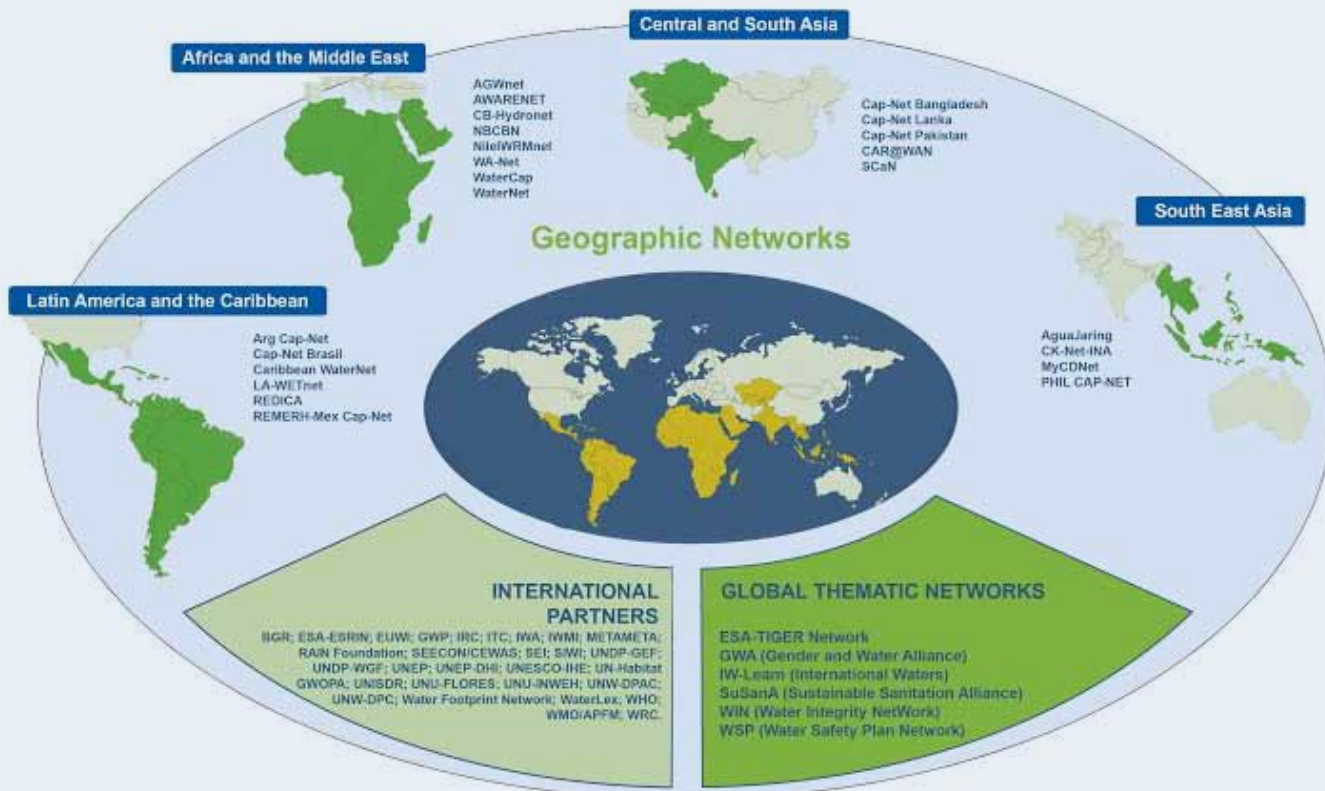 Central and South Asia
Africa and the Middle East
AGWnet
AWARENET
CB-Hydronet
NBCBN
NileIWRMnet
WA-Net
WaterCap
WaterNet
Cap-Net Bangladesh
Cap-Net Lanka
Cap-Net Pakistan
CAR@WAN
SCaN
South East Asia
Geographic Networks
Latin America and the Caribbean
Arg Cap-Net
Cap-Net Brasil
Caribbean WaterNet
LA-WETnet
REDICA
REMERH-Mex Cap-Net
AguaJaring
CK-Net-INA
MyCDNet
PHIL CAP-NET
INTERNATIONAL
PARTNERS
BGR; ESA-ESRIN; EUWI; GWP; IRC; ITC; IWA; IWMI; METAMETA;
RAIN Foundation; SEECON/CEWAS; SEI; SIWI; UNDP-GEF;
UNDP-WGF; UNEP; UNEP-DHI; UNESCO-IHE; UN-Habitat
GWOPA; UNISDR; UNU-FLORES; UNU-INWEH; UNW-DPAC;
UNW-DPC; Water Footprint Network; WaterLex; WHO;
WMO/APFM; WRC.
GLOBAL THEMATIC NETWORKS
ESA-TIGER Network
GWA (Gender and Water Alliance)
IW-Learn (International Waters)
SuSanA (Sustainable Sanitation Alliance)
WIN (Water Integrity NetWork)
WSP (Water Safety Plan Network)